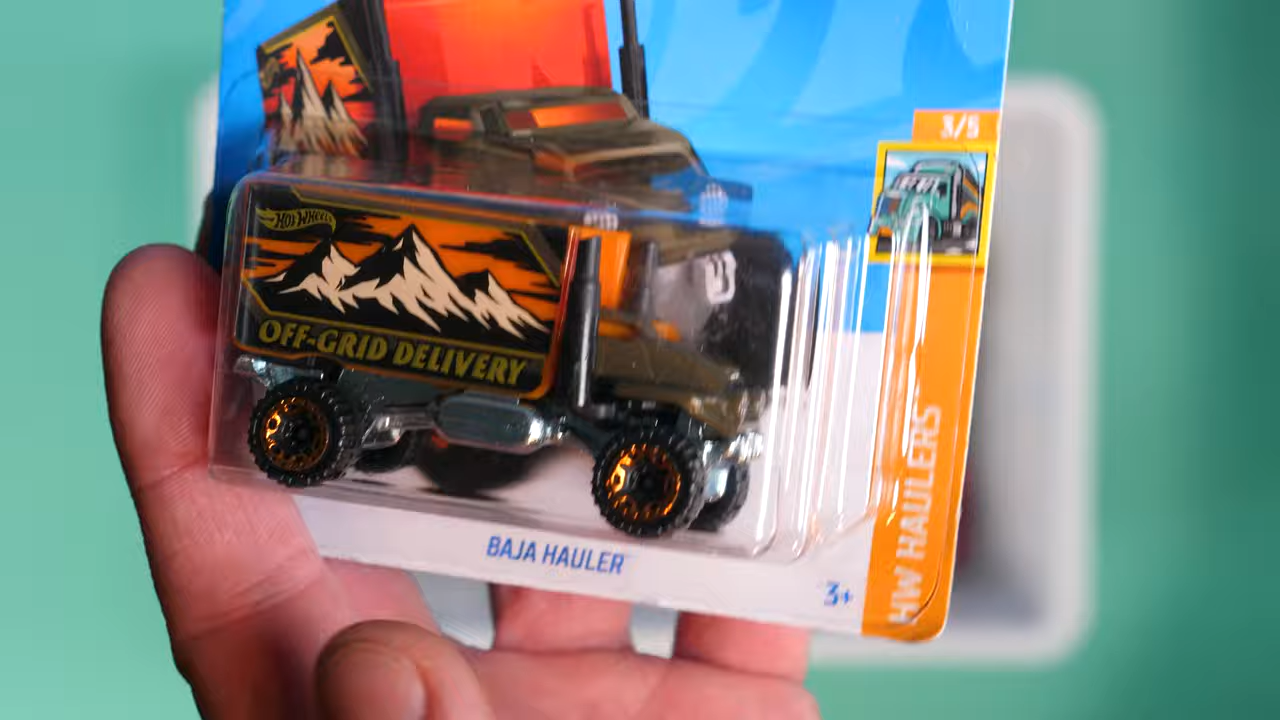 3/5
HOT WHEELS
OFF-GRID DELIVERY
BAJA HAULER
3+
HW HAULERS